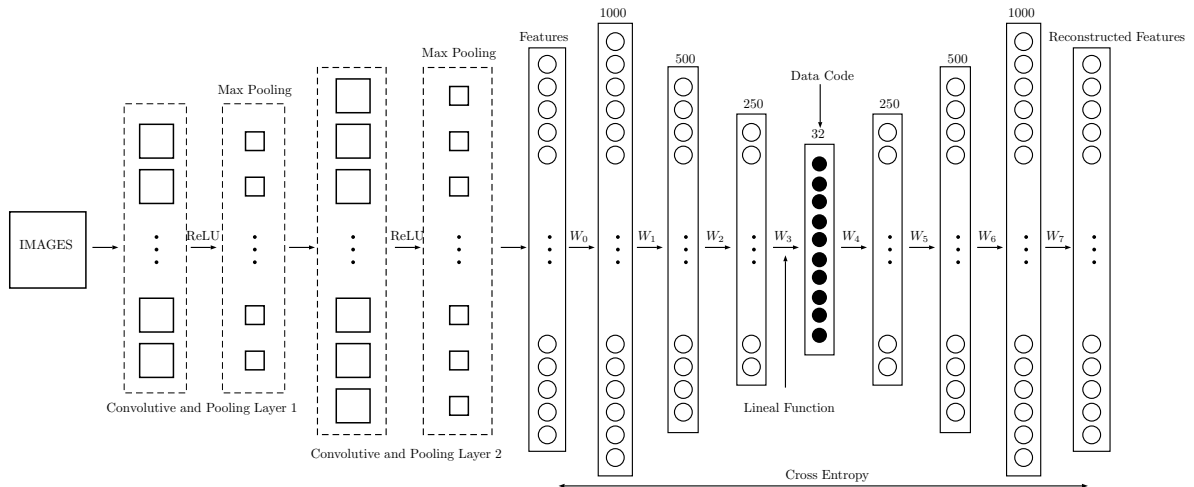 1000
1000
Features
Reconstructed Features
Max Pooling
500
500
Data Code
Max Pooling
250
250
32
IMAGES
ReLU
ReLU
W0
W1
W2
W3
W4
W5
W6
W7
Convolutive and Pooling Layer 1
Lineal Function
Convolutive and Pooling Layer 2
Cross Entropy